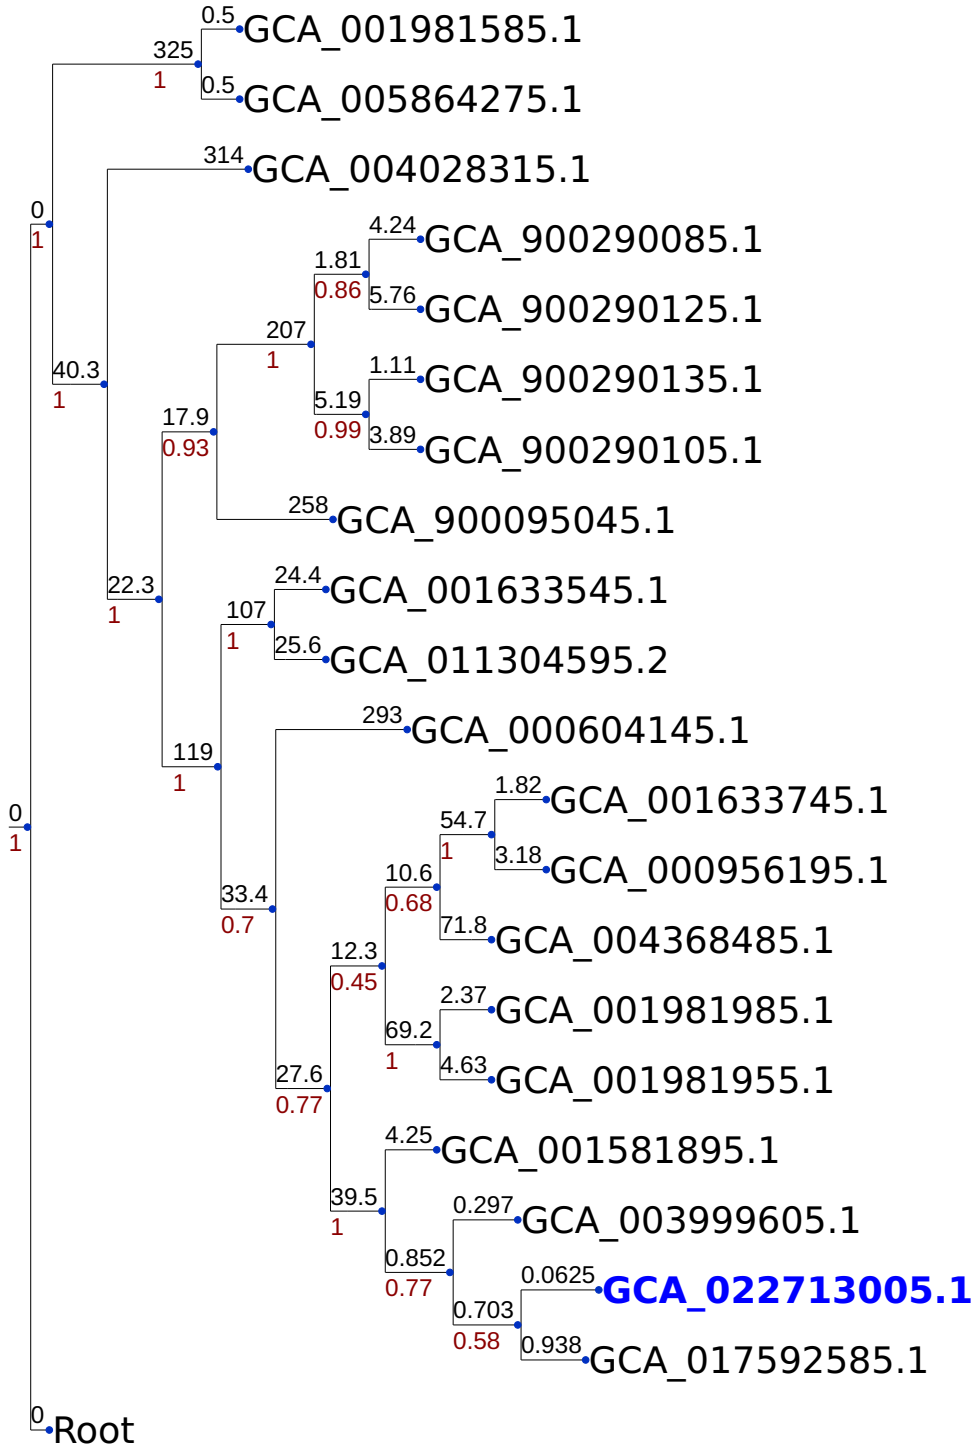 0.5
GCA_001981585.1
325
1
0.5
GCA_005864275.1
314
GCA_004028315.1
0
1
4.24
GCA_900290085.1
1.81
0.86
5.76
GCA_900290125.1
207
1
1.11
GCA_900290135.1
40.3
1
5.19
0.99
17.9
0.93
3.89
GCA_900290105.1
258
GCA_900095045.1
24.4
GCA_001633545.1
22.3
1
107
1
25.6
GCA_011304595.2
293
GCA_000604145.1
119
1
1.82
GCA_001633745.1
0
1
54.7
1
3.18
GCA_000956195.1
10.6
0.68
33.4
0.7
71.8
GCA_004368485.1
12.3
0.45
2.37
GCA_001981985.1
69.2
1
4.63
GCA_001981955.1
27.6
0.77
4.25
GCA_001581895.1
39.5
1
0.297
GCA_003999605.1
0.852
0.77
0.0625
GCA_022713005.1
0.703
0.58
0.938
GCA_017592585.1
0
Root